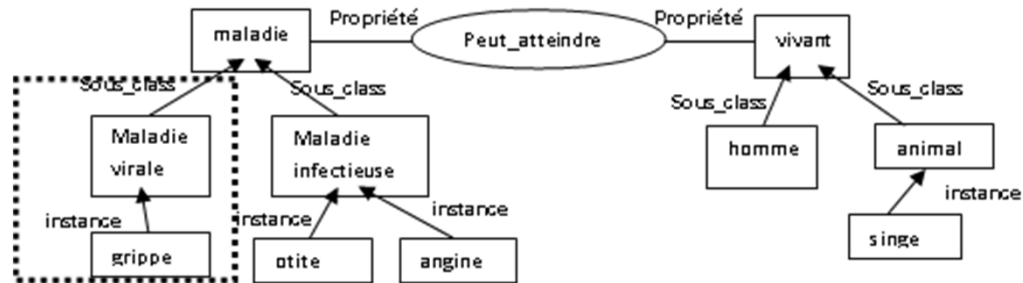 Propriété
Propriété
maladie
Peut_atteindre
vivant
Sous_class
Sous_class
Sous_class
Sous_class
Maladie
virale
Maladie
infectieuse
homme
animal
instance
instance
instance
instance
grippe
otite
angine
singe